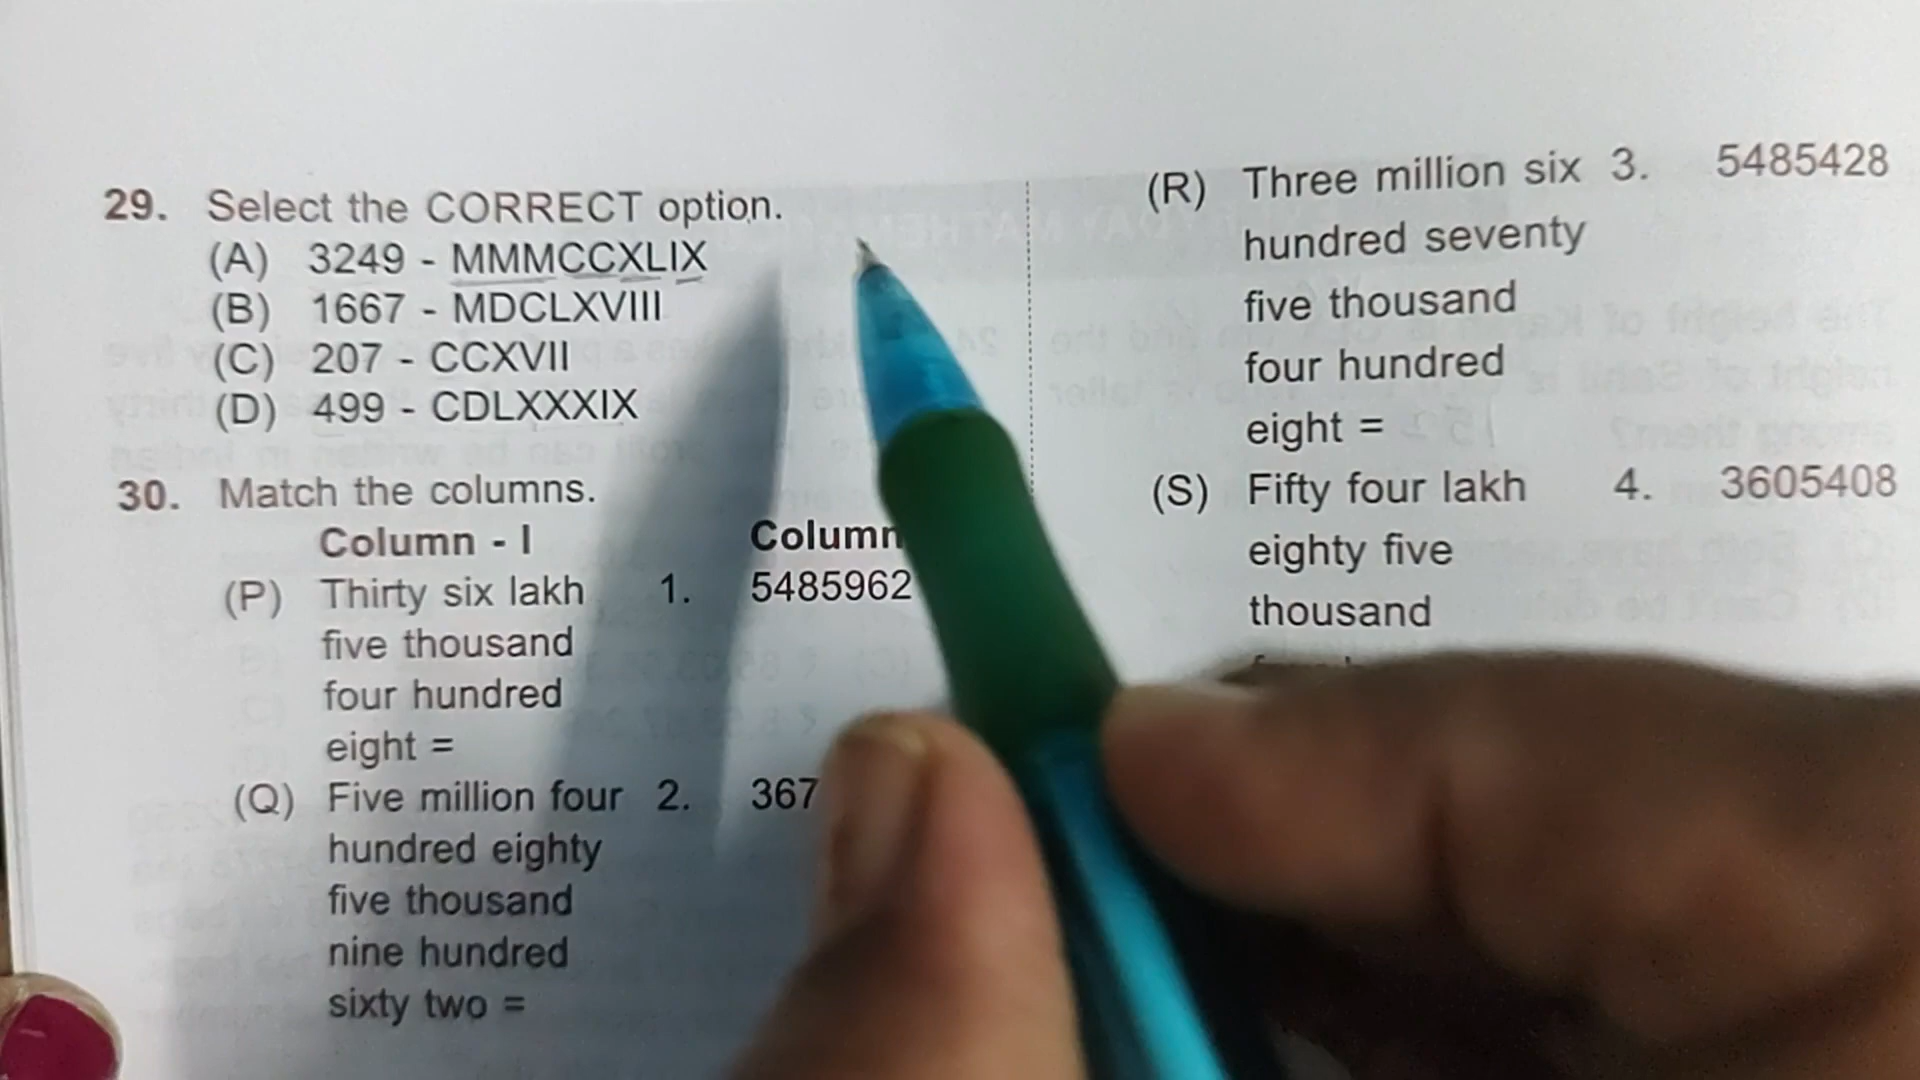 29. Select the CORRECT option.
(A) 3249 - MMMCCXLIX
(B) 1667 - MDCLXVIII
(C) 207 - CCXVII
(D) 499 - CDLXXXIX
30. Match the columns.
Column - I Column
(P) Thirty six lakh 1. 5485962
five thousand
four hundred
eight =
(Q) Five million four 2. 367
hundred eighty
five thousand
nine hundred
sixty two =
(R) Three million six 3. 5485428
hundred seventy
five thousand
four hundred
eight =
(S) Fifty four lakh 4. 3605408
eighty five
thousand